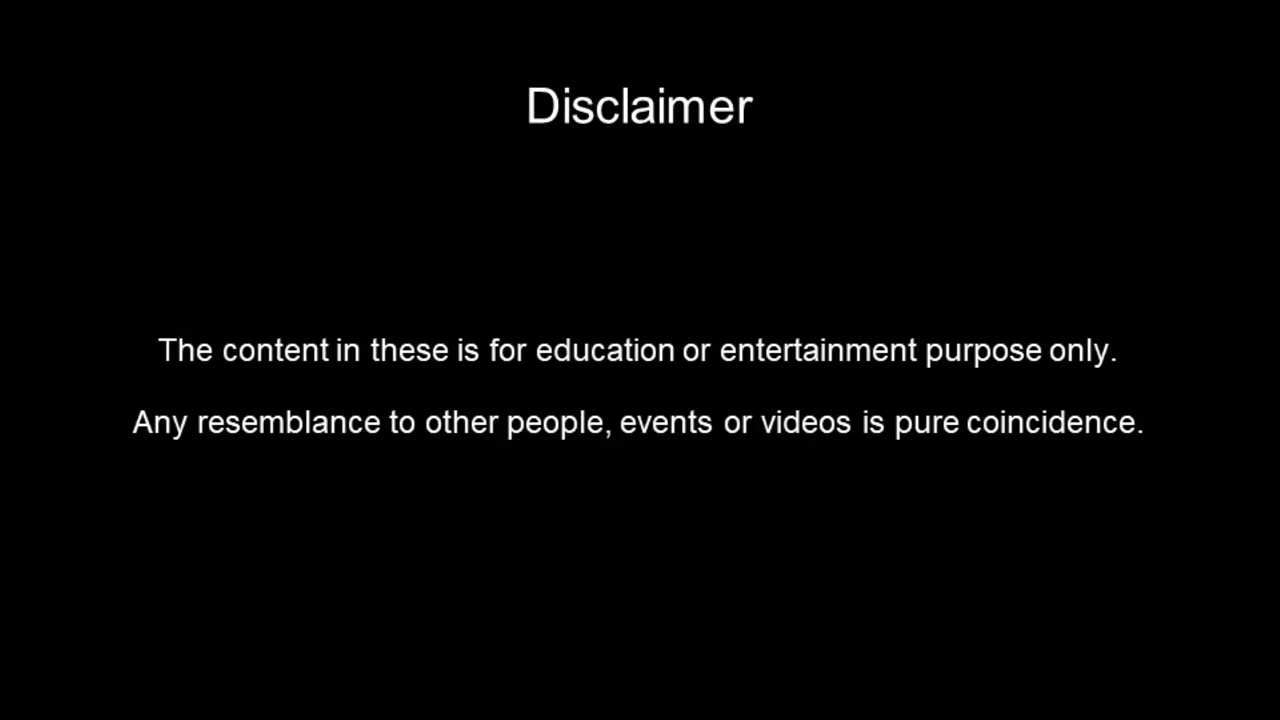 Disclaimer
The content in these is for education or entertainment purpose only.
Any resemblance to other people, events or videos is pure coincidence.